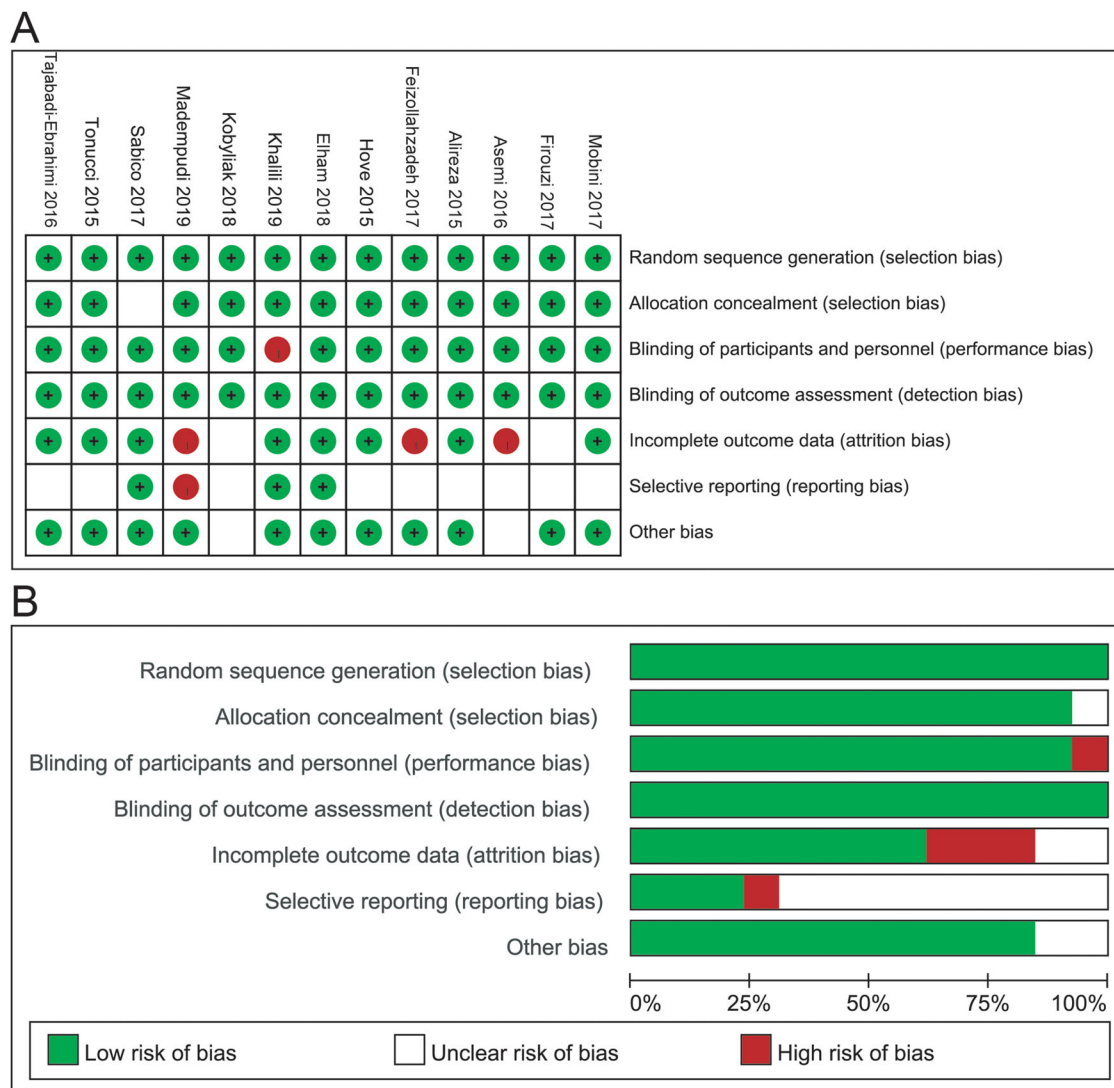 A
Tajabadi-Ebrahimi 2016
Tonucci 2015
Sabico 2017
Madempudi 2019
Kobyliak 2018
Khalili 2019
Elham 2018
Hove 2015
Feizollahzadeh 2017
Alireza 2015
Asemi 2016
Firouzi 2017
Mobini 2017
+ + + + + + + + + + + + + Random sequence generation (selection bias)
+ + + + + + + + + + + + Allocation concealment (selection bias)
+ + + + + + + + + + + + Blinding of participants and personnel (performance bias)
+ + + + + + + + + + + + + Blinding of outcome assessment (detection bias)
+ + + + + + + + Incomplete outcome data (attrition bias)
+ + + Selective reporting (reporting bias)
+ + + + + + + + + + + Other bias
B
Random sequence generation (selection bias)
Allocation concealment (selection bias)
Blinding of participants and personnel (performance bias)
Blinding of outcome assessment (detection bias)
Incomplete outcome data (attrition bias)
Selective reporting (reporting bias)
Other bias
0% 25% 50% 75% 100%
Low risk of bias Unclear risk of bias High risk of bias